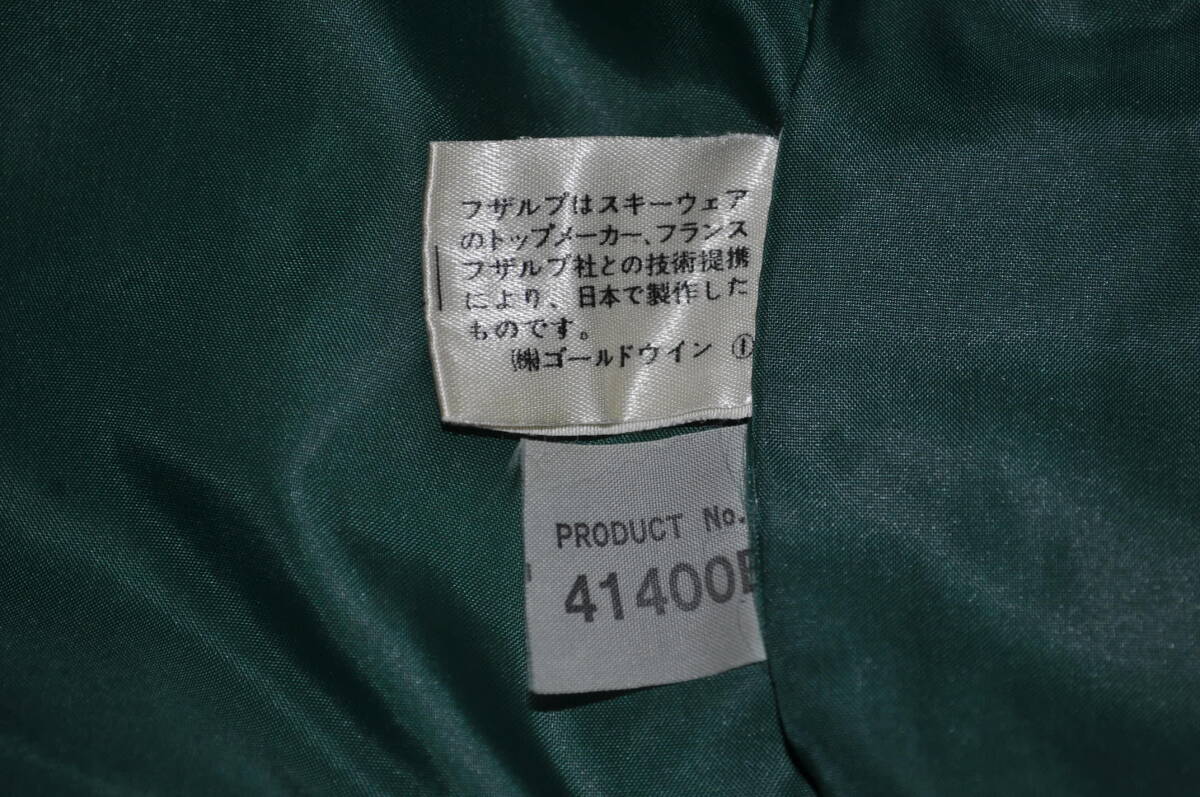 フザルプはスキーウェア
のトップメーカー、フランス
フザルプ社との技術提携
により、日本で製作した
ものです。
㈱ゴールドウイン ①
PRODUCT No.
41400